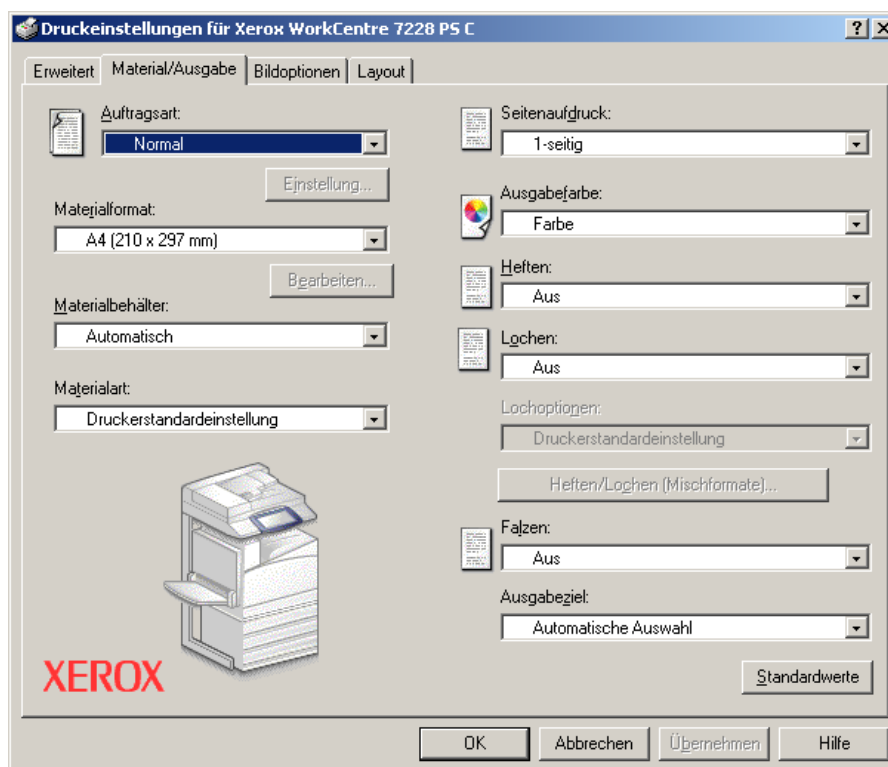 Druckeinstellungen für Xerox WorkCentre 7228 PS C
Erweitert
Material/Ausgabe
Bildoptionen
Layout
Auftragsart:
Normal
Einstellung...
Materialformat:
A4 (210 x 297 mm)
Bearbeiten...
Materialbehälter:
Automatisch
Materialart:
Druckerstandardeinstellung
XEROX
Seitenaufdruck:
1-seitig
Ausgabefarbe:
Farbe
Heften:
Aus
Lochen:
Aus
Lochoptionen:
Druckerstandardeinstellung
Heften/Lochen (Mischformate)...
Falzen:
Aus
Ausgabeziel:
Automatische Auswahl
Standardwerte
OK
Abbrechen
Übernehmen
Hilfe